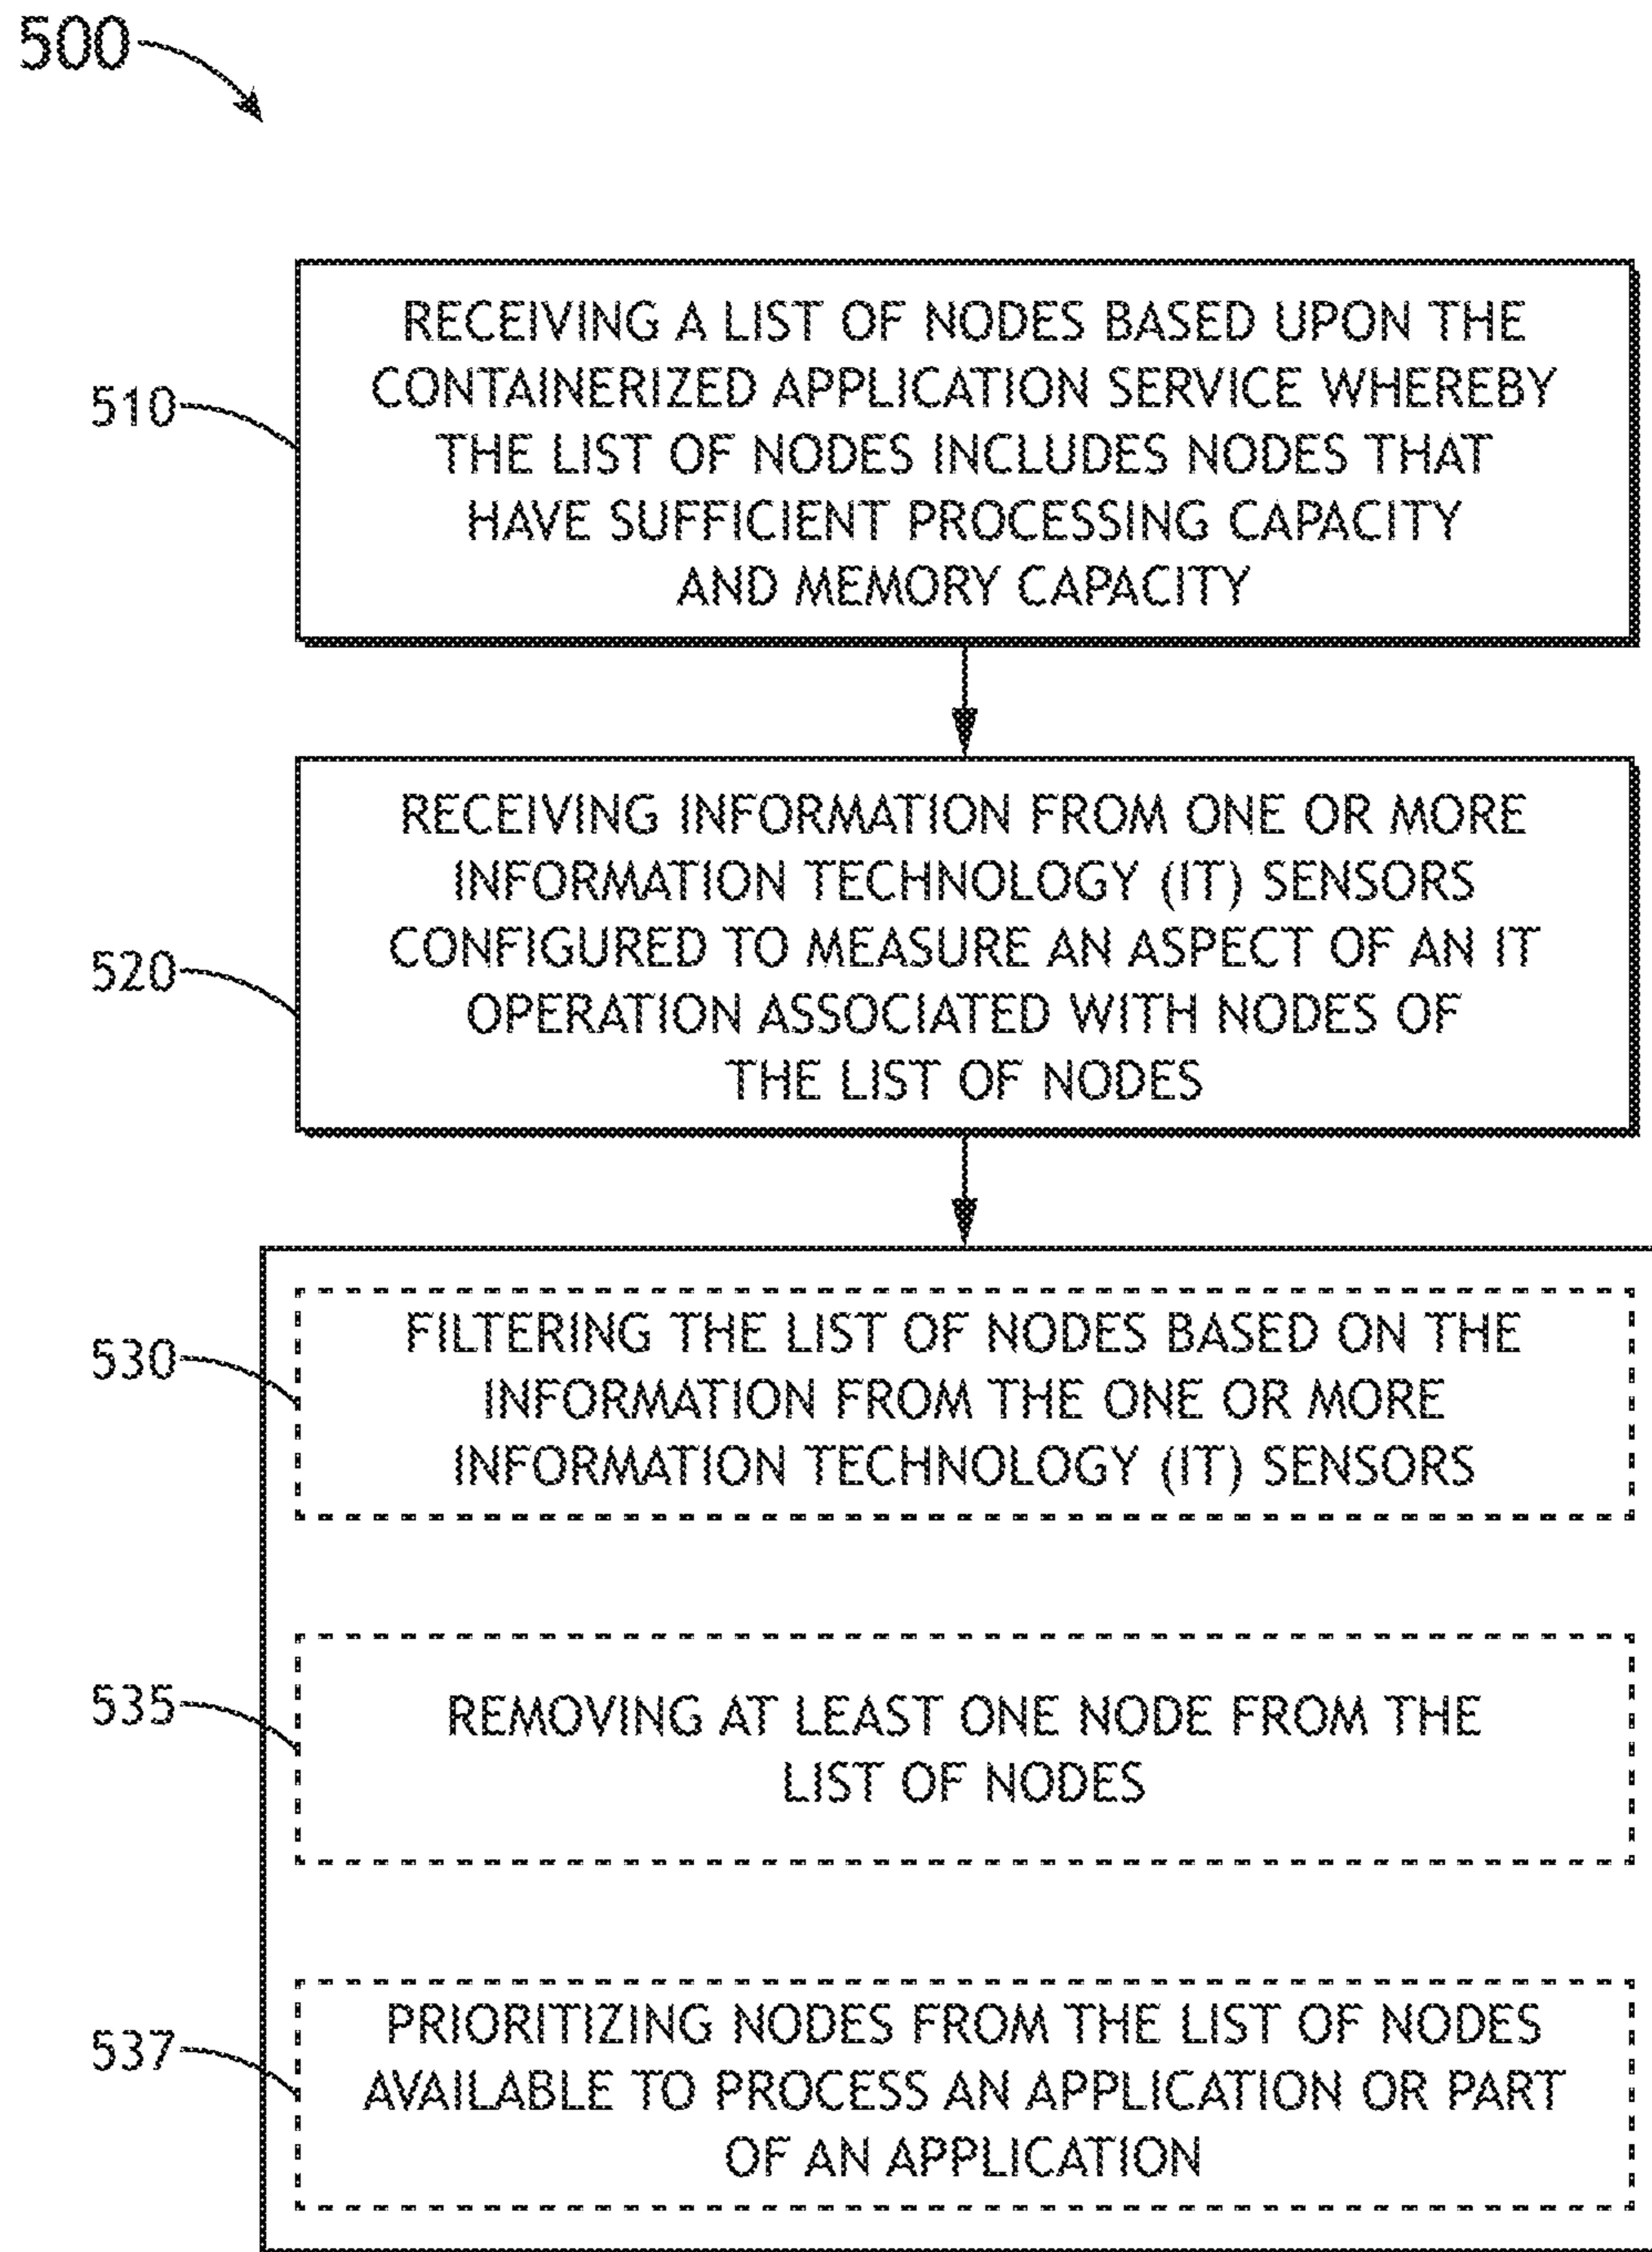 500
510
RECEIVING A LIST OF NODES BASED UPON THE
CONTAINERIZED APPLICATION SERVICE WHEREBY
THE LIST OF NODES INCLUDES NODES THAT
HAVE SUFFICIENT PROCESSING CAPACITY
AND MEMORY CAPACITY
520
RECEIVING INFORMATION FROM ONE OR MORE
INFORMATION TECHNOLOGY (IT) SENSORS
CONFIGURED TO MEASURE AN ASPECT OF AN IT
OPERATION ASSOCIATED WITH NODES OF
THE LIST OF NODES
530
FILTERING THE LIST OF NODES BASED ON THE
INFORMATION FROM THE ONE OR MORE
INFORMATION TECHNOLOGY (IT) SENSORS
535
REMOVING AT LEAST ONE NODE FROM THE
LIST OF NODES
537
PRIORITIZING NODES FROM THE LIST OF NODES
AVAILABLE TO PROCESS AN APPLICATION OR PART
OF AN APPLICATION